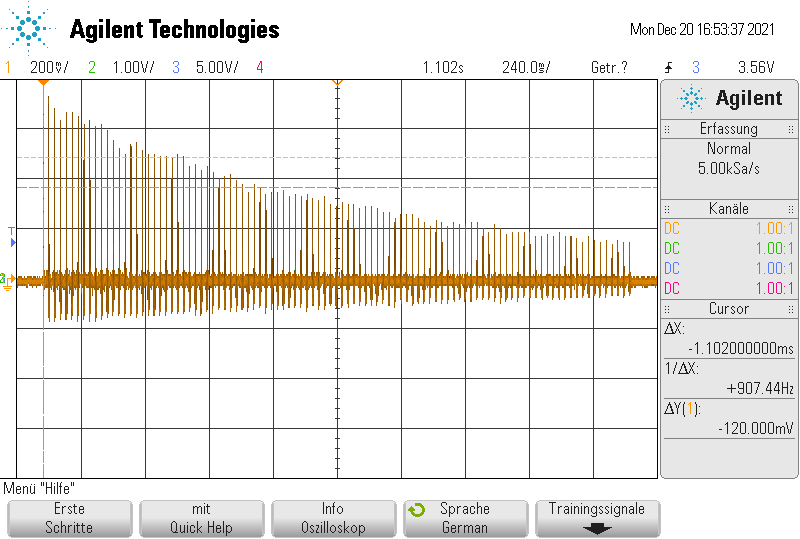 Agilent Technologies
Mon Dec 20 16:53:37 2021
1 200mV/ 2 1.00V/ 3 5.00V/ 4 1.102s 240.0ms/ Getr.? 3 3.56V
Agilent
Erfassung
Normal
5.00kSa/s
Kanäle
DC 1.00:1
DC 1.00:1
DC 1.00:1
DC 1.00:1
Cursor
ΔX:
-1.102000000ms
1/ΔX:
+907.44Hz
ΔY(1):
-120.000mV
T
2
Menü "Hilfe"
Erste
Schritte
mit
Quick Help
Info
Oszilloskop
Sprache
German
Trainingssignale